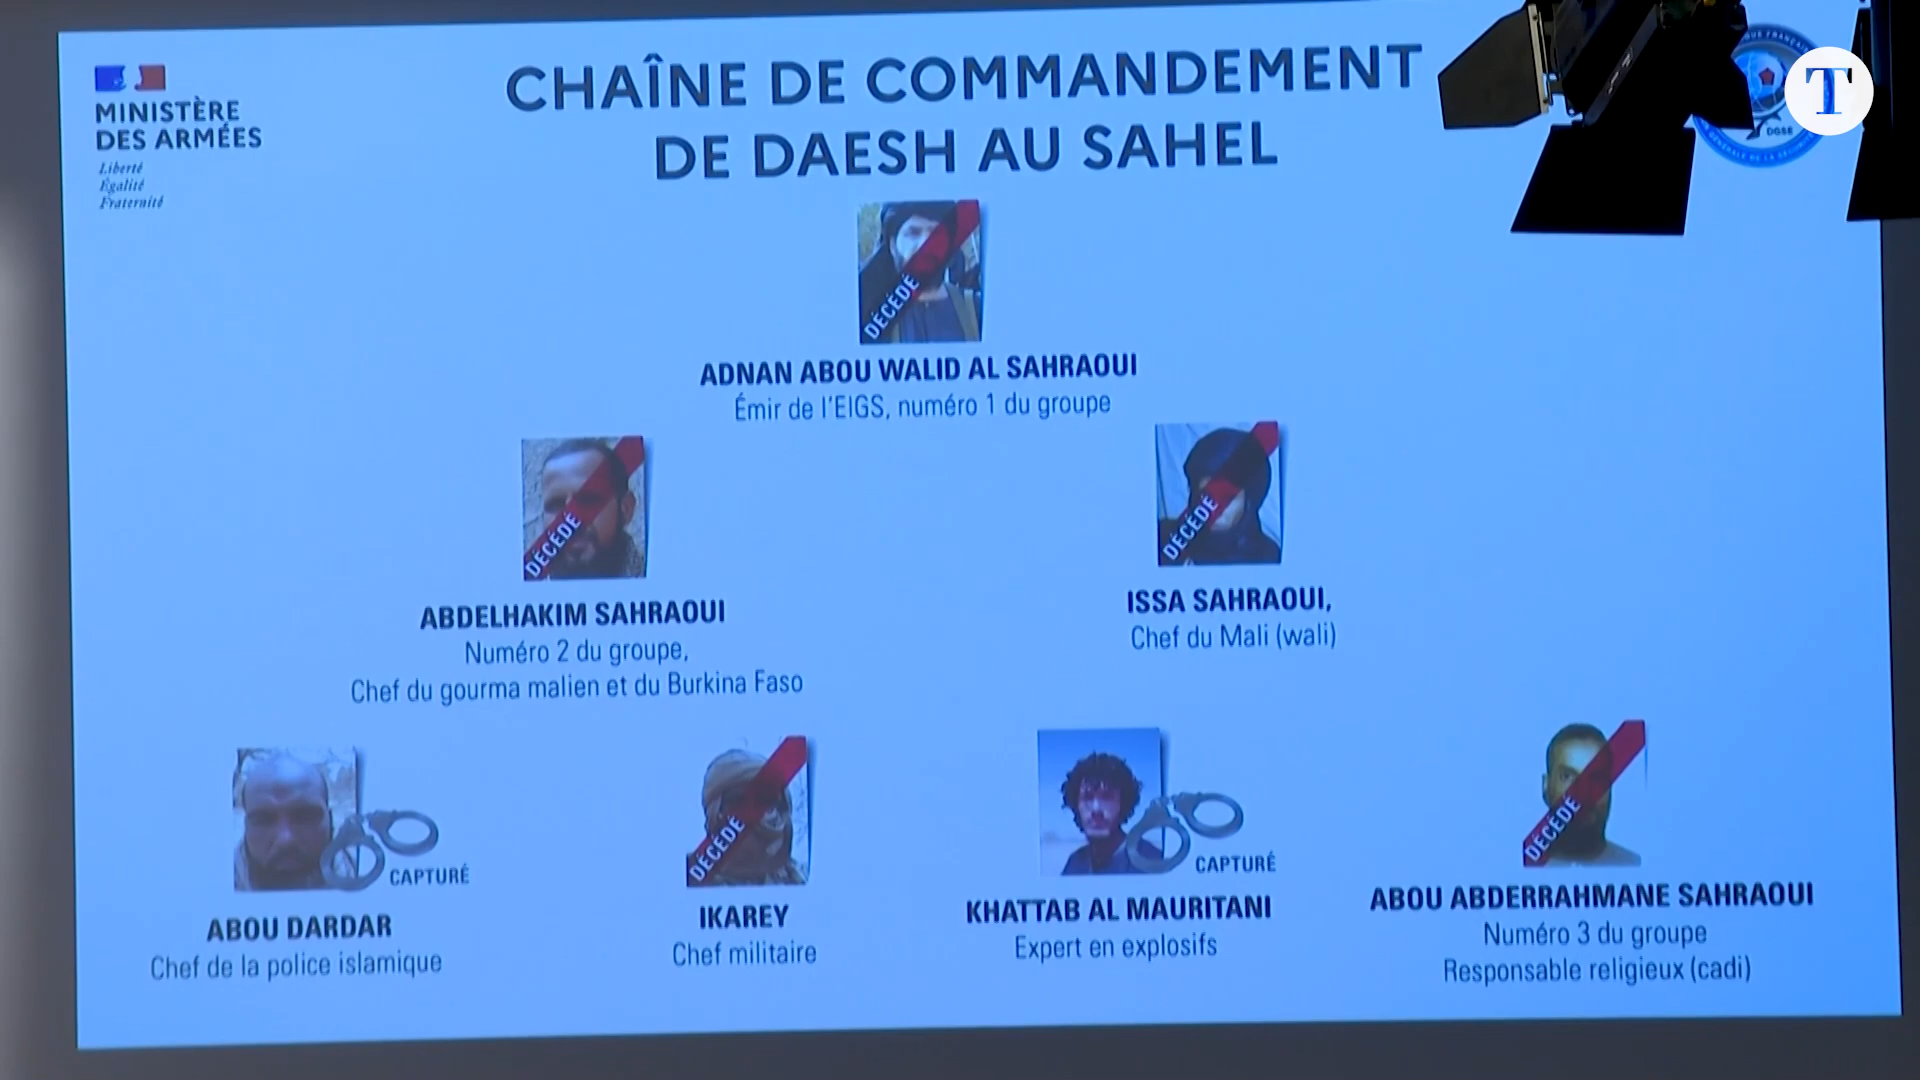 MINISTÈRE
DES ARMÉES
Liberté
Égalité
Fraternité
CHAÎNE DE COMMANDEMENT
DE DAESH AU SAHEL
T
DGSE
DÉCÉDÉ
ADNAN ABOU WALID AL SAHRAOUI
Émir de l'EIGS, numéro 1 du groupe
DÉCÉDÉ
ABDELHAKIM SAHRAOUI
Numéro 2 du groupe,
Chef du gourma malien et du Burkina Faso
DÉCÉDÉ
ISSA SAHRAOUI,
Chef du Mali (wali)
CAPTURÉ
ABOU DARDAR
Chef de la police islamique
DÉCÉDÉ
IKAREY
Chef militaire
CAPTURÉ
KHATTAB AL MAURITANI
Expert en explosifs
DÉCÉDÉ
ABOU ABDERRAHMANE SAHRAOUI
Numéro 3 du groupe
Responsable religieux (cadi)